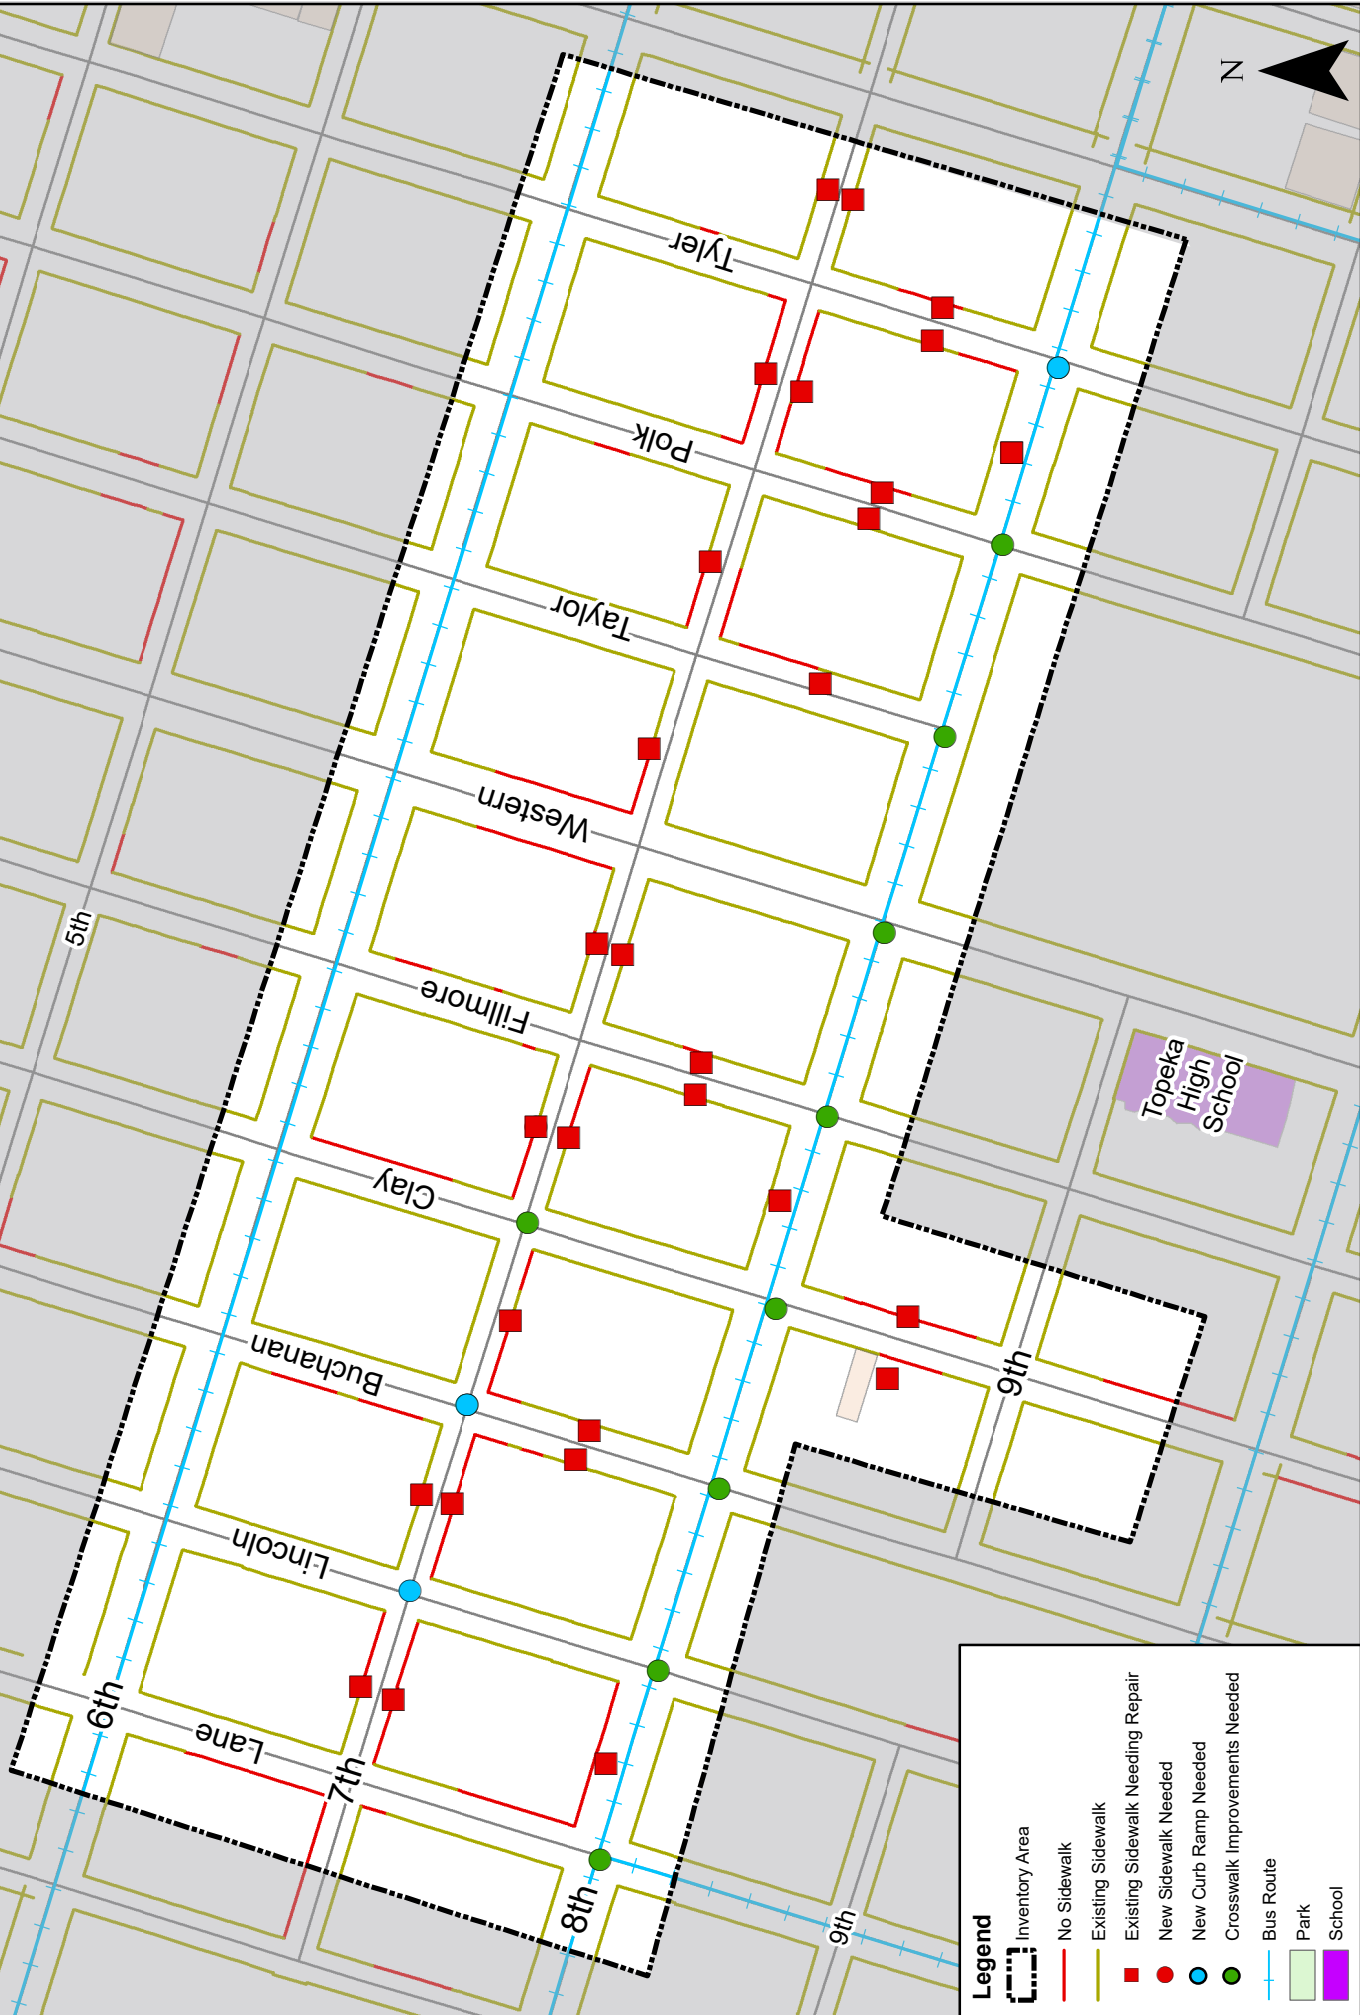 N
Tyler
Polk
Taylor
Western
5th
Fillmore
Clay
Topeka
High
School
Buchanan
9th
Lincoln
6th
Lane
7th
8th
9th
Legend
Inventory Area
No Sidewalk
Existing Sidewalk
Existing Sidewalk Needing Repair
New Sidewalk Needed
New Curb Ramp Needed
Crosswalk Improvements Needed
Bus Route
Park
School